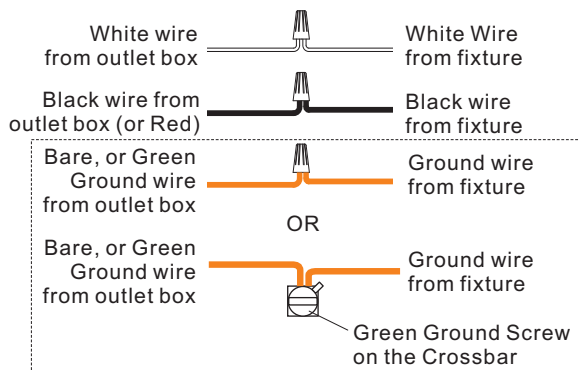 White wire
from outlet box
White Wire
from fixture
Black wire from
outlet box (or Red)
Black wire
from fixture
Bare, or Green
Ground wire
from outlet box
Ground wire
from fixture
OR
Bare, or Green
Ground wire
from outlet box
Ground wire
from fixture
Green Ground Screw
on the Crossbar